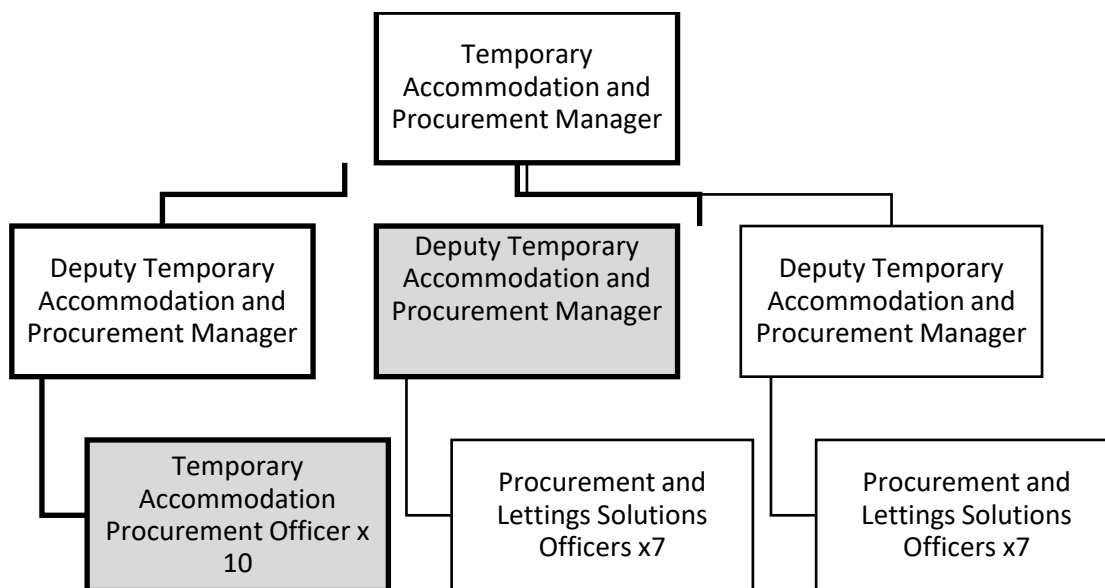 Temporary
Accommodation and
Procurement Manager
Deputy Temporary
Accommodation and
Procurement Manager
Deputy Temporary
Accommodation and
Procurement Manager
Deputy Temporary
Accommodation and
Procurement Manager
Temporary
Accommodation
Procurement Officer x
10
Procurement and
Lettings Solutions
Officers x7
Procurement and
Lettings Solutions
Officers x7